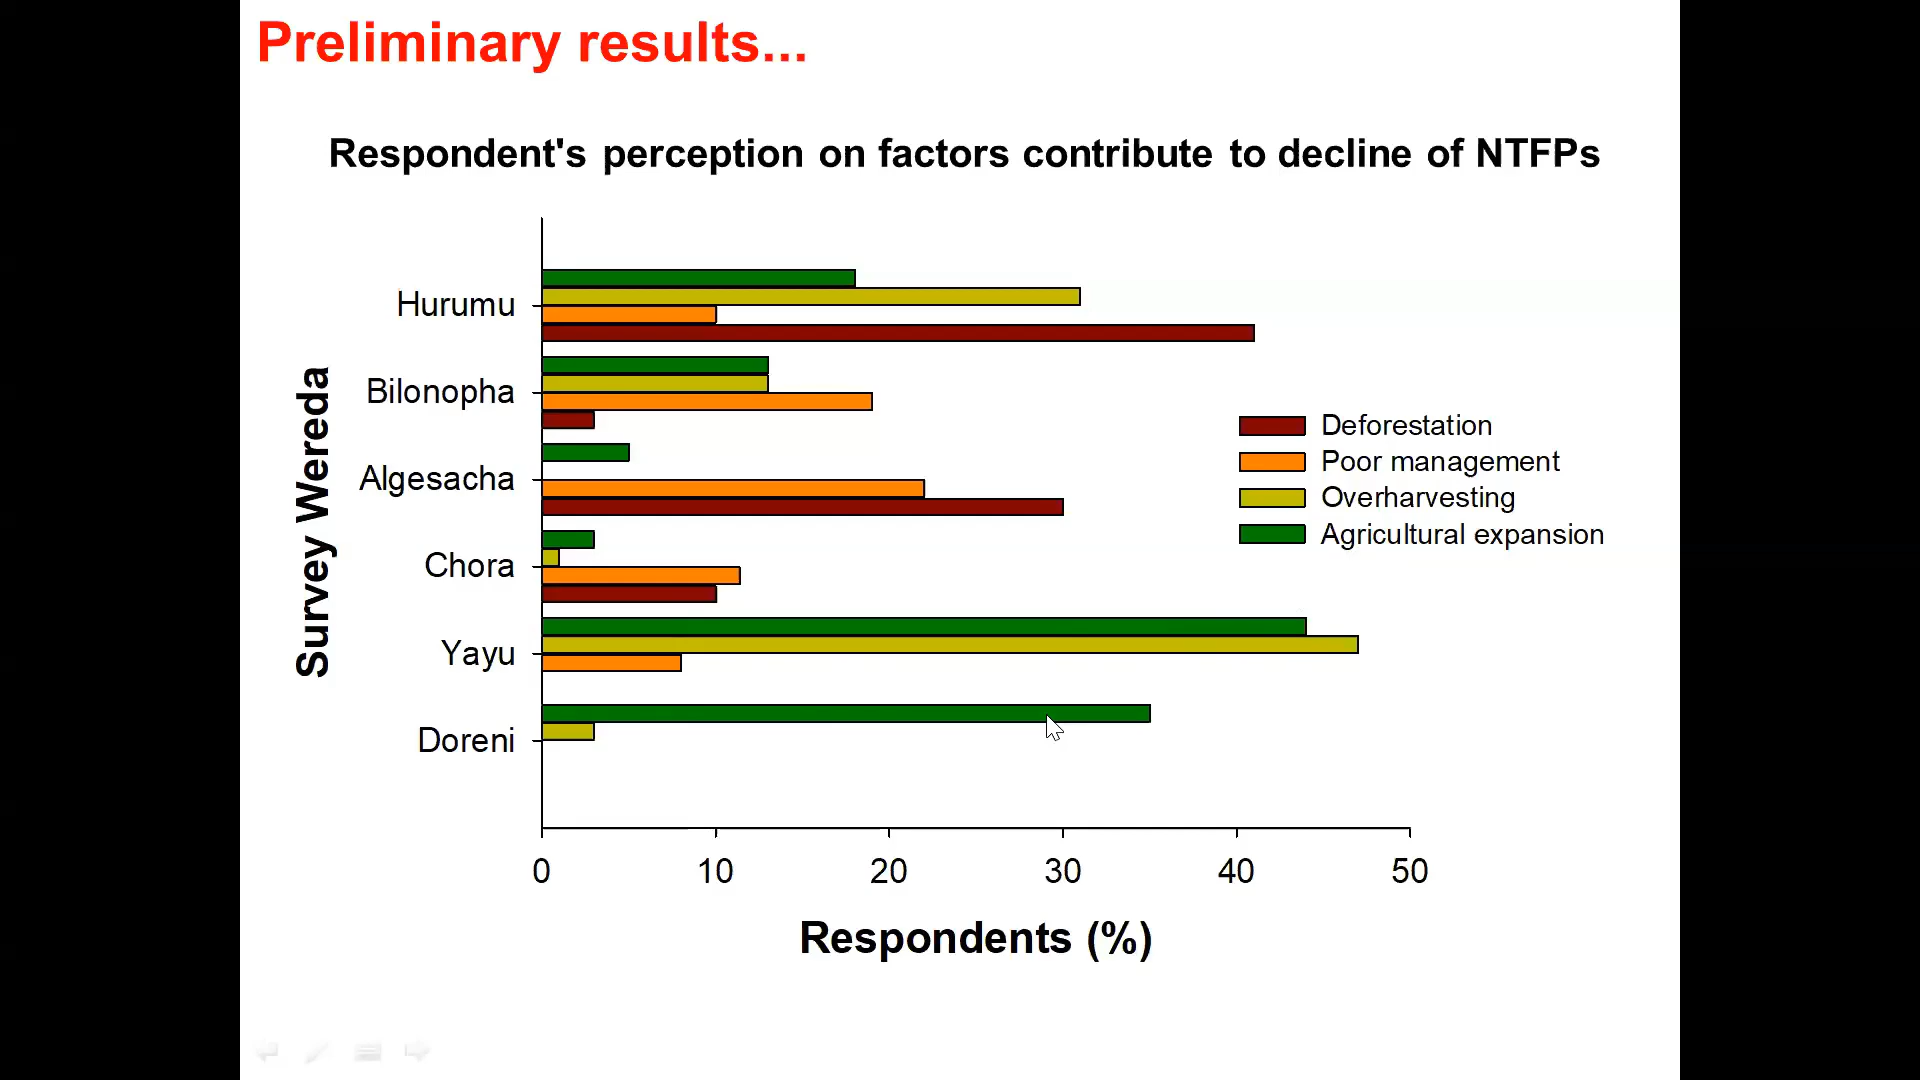 Preliminary results...
Respondent's perception on factors contribute to decline of NTFPs
Survey Wereda
Hurumu
Bilonopha
Algesacha
Chora
Yayu
Doreni
Deforestation
Poor management
Overharvesting
Agricultural expansion
0 10 20 30 40 50
Respondents (%)